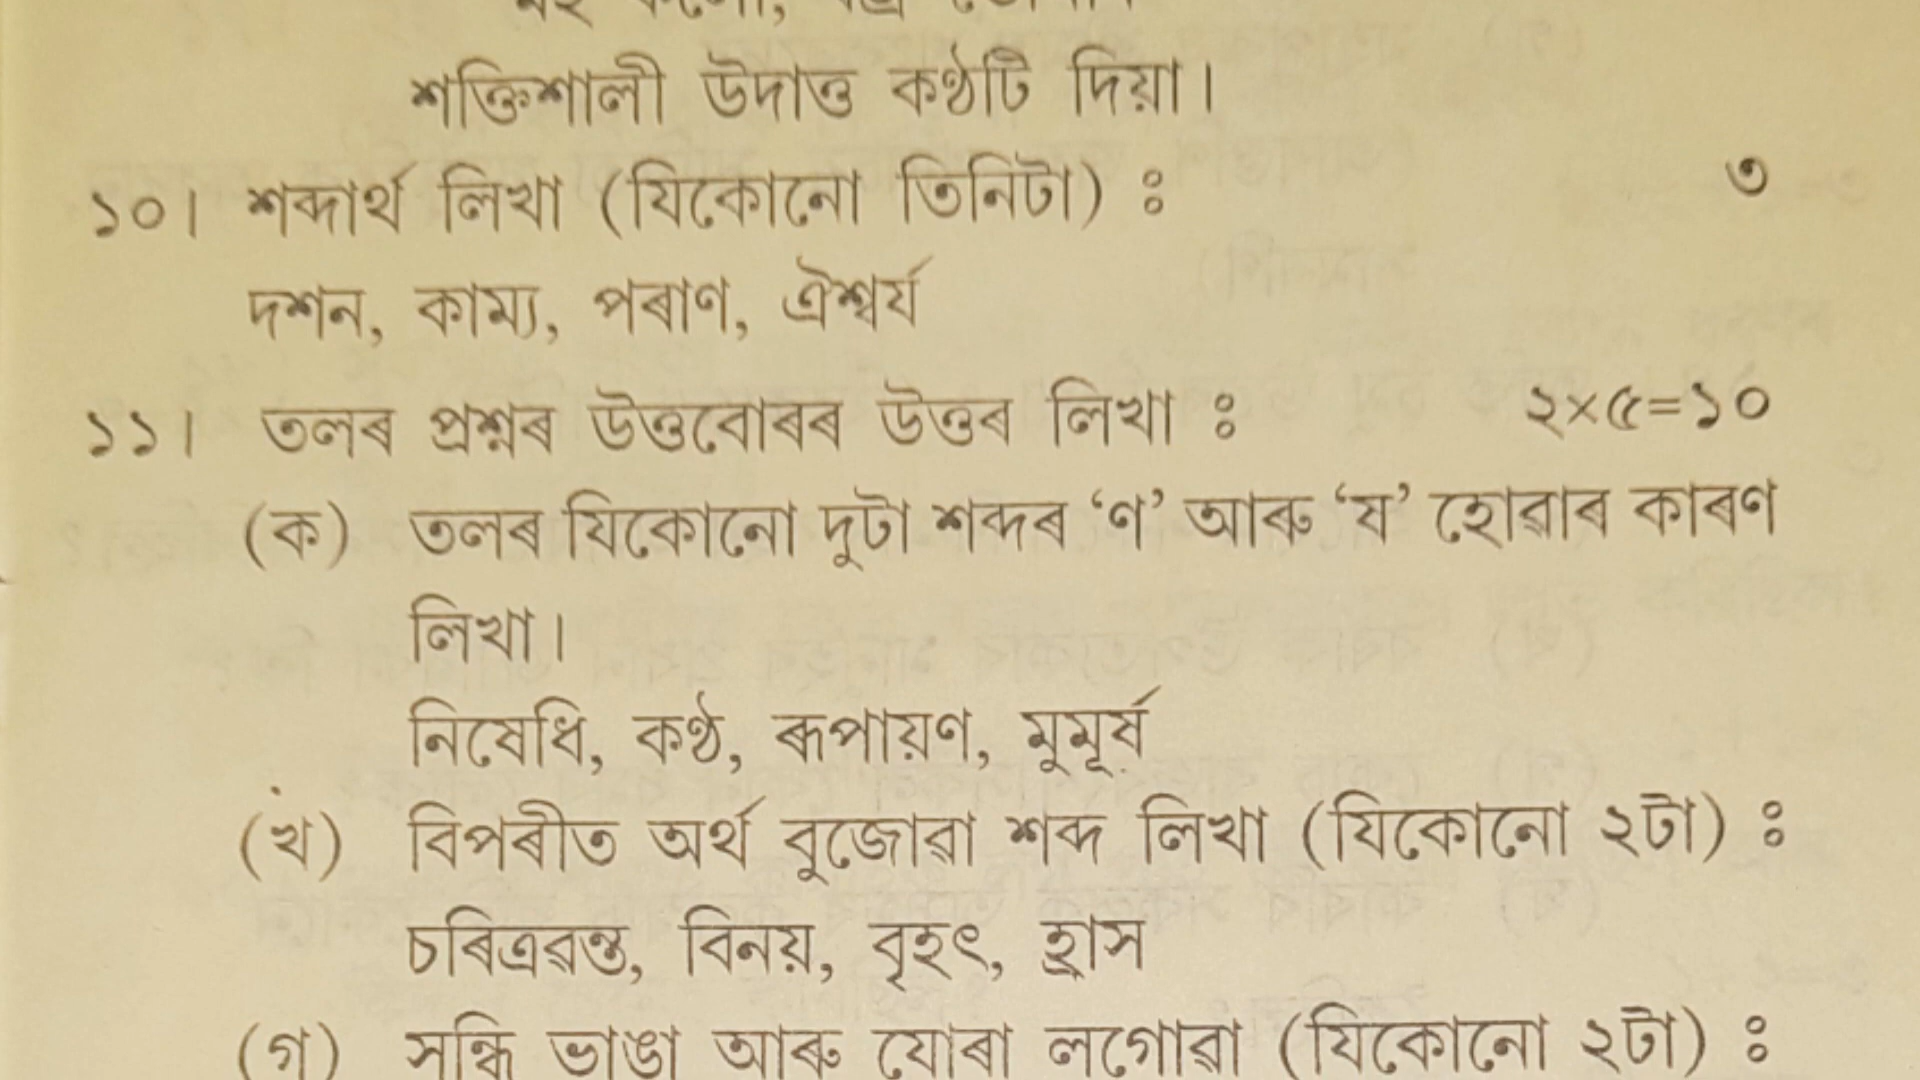 শক্তিশালী উদাত্ত কণ্ঠটি দিয়া।
১০। শব্দাৰ্থ লিখা (যিকোনো তিনিটা) ঃ ৩
দশন, কাম্য, পৰাণ, ঐশ্বৰ্য
১১। তলৰ প্ৰশ্নৰ উত্তৰবোৰৰ উত্তৰ লিখা ঃ ২×৫=১০
(ক) তলৰ যিকোনো দুটা শব্দৰ ‘ণ’ আৰু ‘ষ’ হোৱাৰ কাৰণ
লিখা।
নিষেধি, কণ্ঠ, ৰূপায়ণ, মুমূৰ্ষ
(খ) বিপৰীত অৰ্থ বুজোৱা শব্দ লিখা (যিকোনো ২টা) ঃ
চৰিত্ৰৱন্ত, বিনয়, বৃহৎ, হ্ৰাস
(গ) সন্ধি ভাঙা আৰু যোৰা লগোৱা (যিকোনো ২টা) ঃ